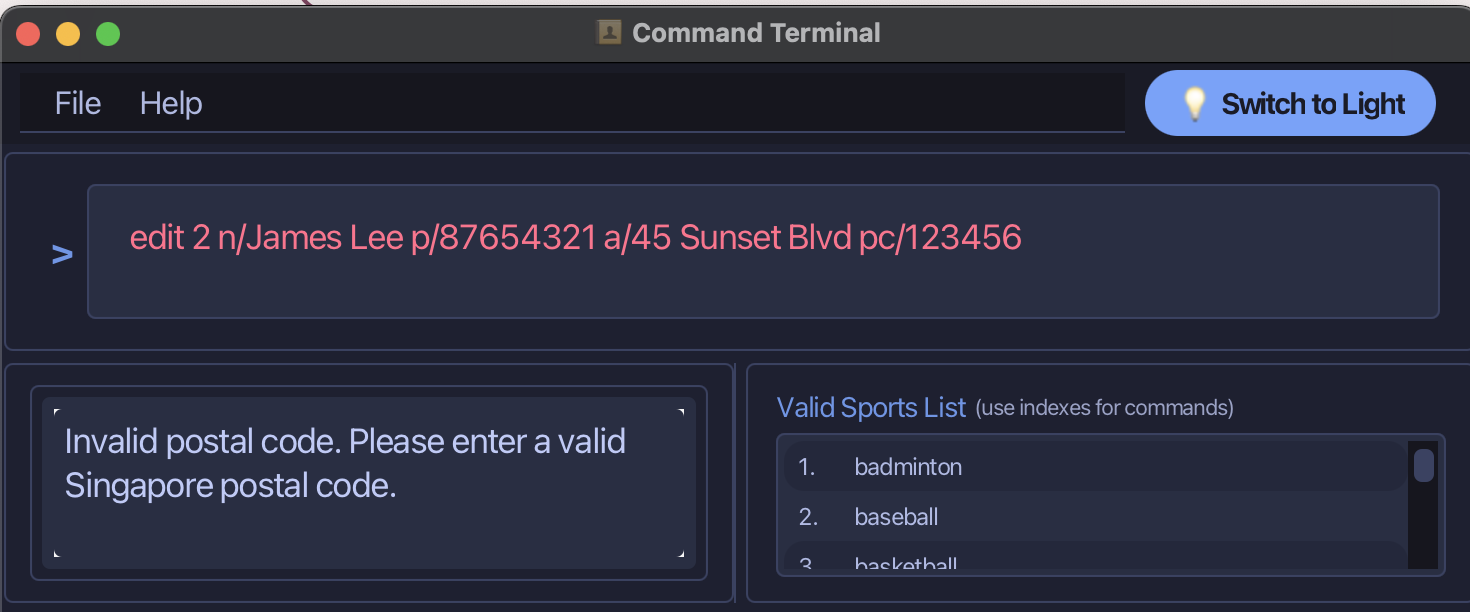 Command Terminal
File Help Switch to Light
> edit 2 n/James Lee p/87654321 a/45 Sunset Blvd pc/123456
Invalid postal code. Please enter a valid
Singapore postal code.
Valid Sports List (use indexes for commands)
1. badminton
2. baseball
3. basketball